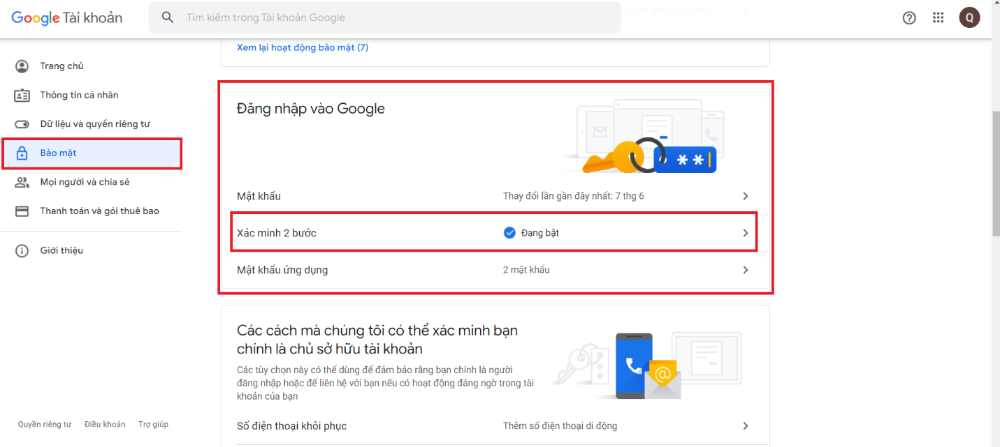 Google Tài khoản
Tìm kiếm trong Tài khoản Google
Hồ Chí Minh, Việt Nam
Q
Trang chủ
Thông tin cá nhân
Dữ liệu và quyền riêng tư
Bảo mật
Mọi người và chia sẻ
Thanh toán và gói thuê bao
Giới thiệu
Quyền riêng tư Điều khoản Trợ giúp
Xem lại hoạt động bảo mật (7)
Đăng nhập vào Google
Mật khẩu Thay đổi lần gần đây nhất: 7 thg 6
Xác minh 2 bước Đang bật
Mật khẩu ứng dụng 2 mật khẩu
Các cách mà chúng tôi có thể xác minh bạn
chính là chủ sở hữu tài khoản
Các tùy chọn này có thể dùng để đảm bảo rằng bạn chính là người
đăng nhập hoặc để liên hệ với bạn nếu có hoạt động đáng ngờ trong tài
khoản của bạn
Số điện thoại khôi phục Thêm số điện thoại di động